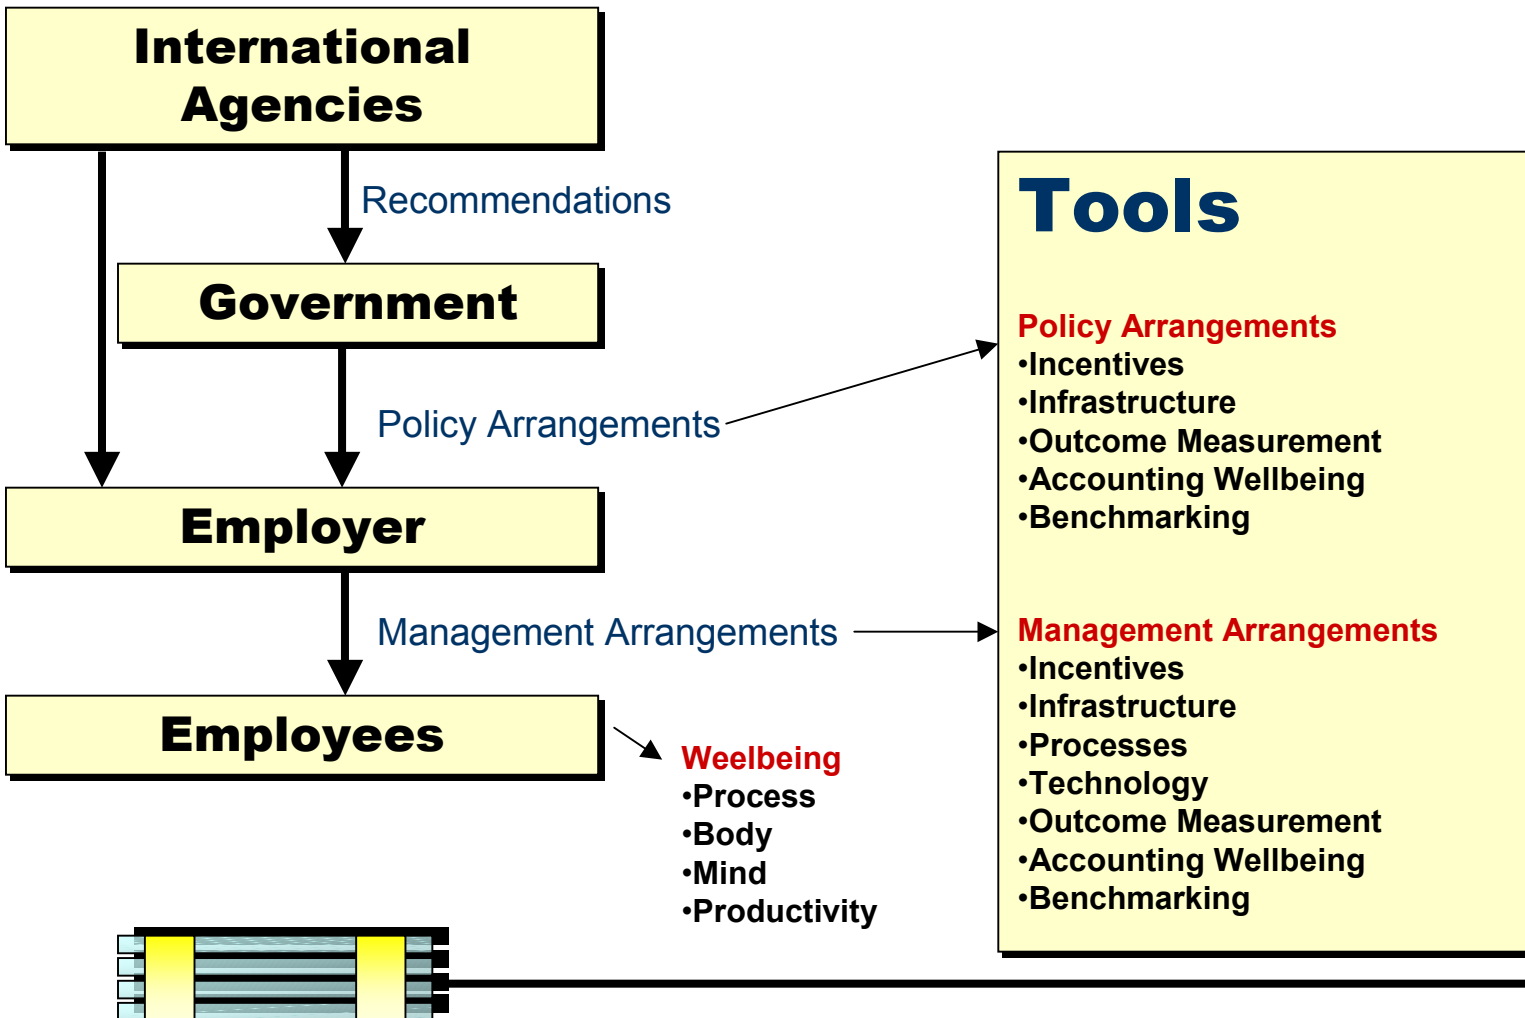 International
Agencies
Recommendations
Government
Policy Arrangements
Employer
Management Arrangements
Employees
Weelbeing
•Process
•Body
•Mind
•Productivity
Tools
Policy Arrangements
•Incentives
•Infrastructure
•Outcome Measurement
•Accounting Wellbeing
•Benchmarking
Management Arrangements
•Incentives
•Infrastructure
•Processes
•Technology
•Outcome Measurement
•Accounting Wellbeing
•Benchmarking